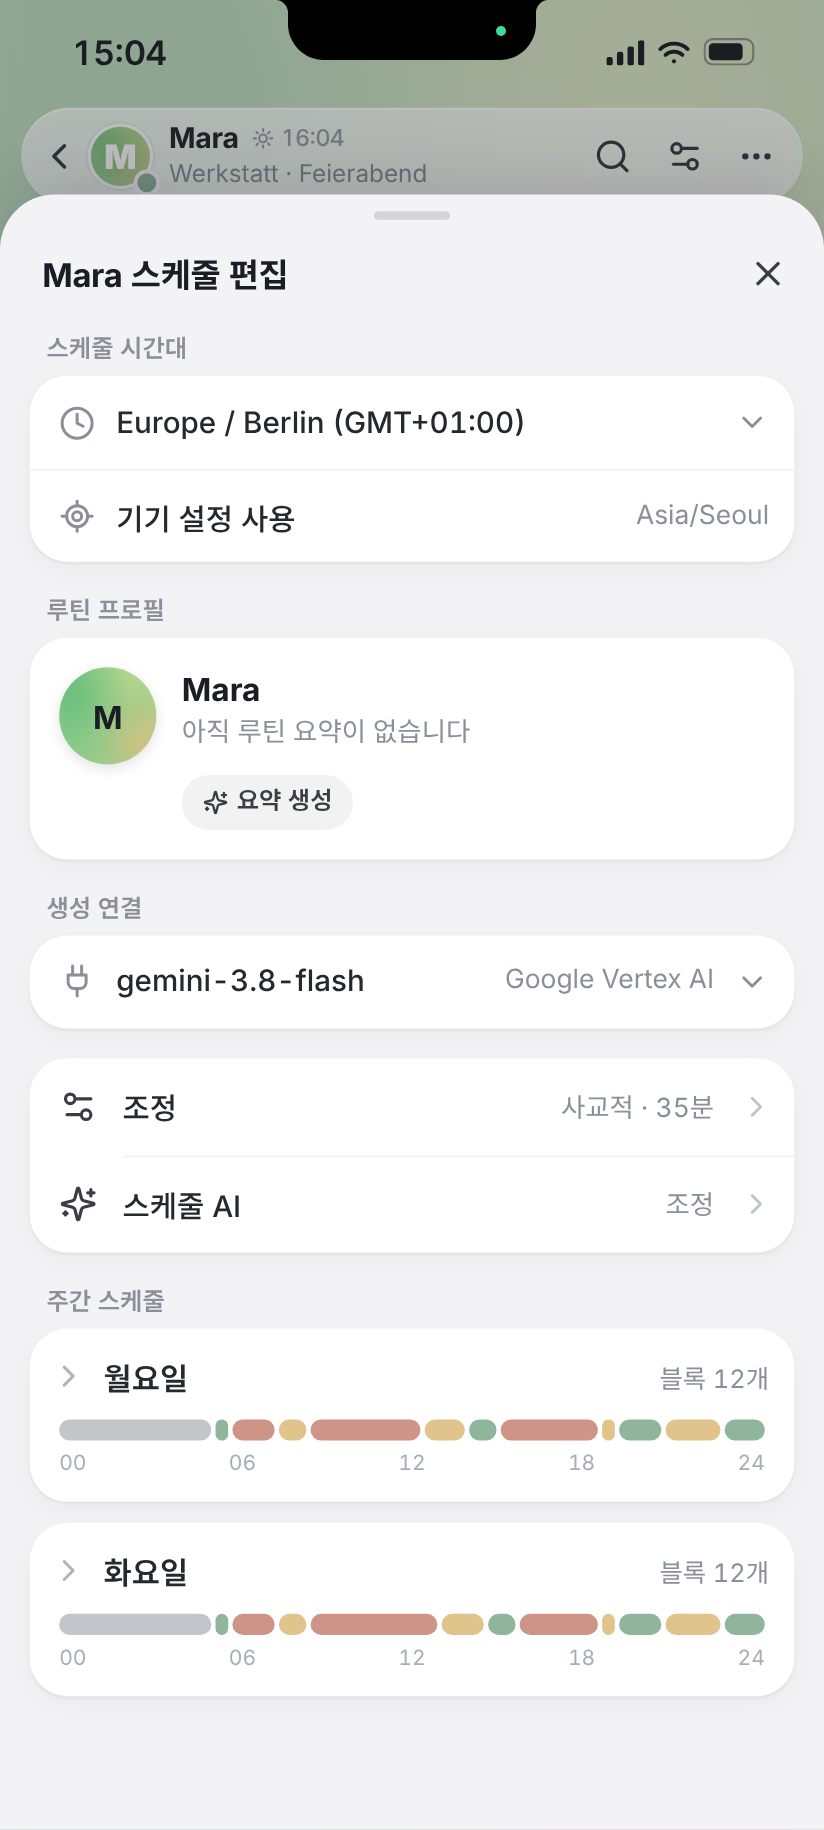 15:04
M
Mara 16:04
Werkstatt · Feierabend
Mara 스케줄 편집
스케줄 시간대
Europe / Berlin (GMT+01:00)
기기 설정 사용 Asia/Seoul
루틴 프로필
M
Mara
아직 루틴 요약이 없습니다
요약 생성
생성 연결
gemini-3.8-flash Google Vertex AI
조정 사교적 · 35분
스케줄 AI 조정
주간 스케줄
월요일 블록 12개
00 06 12 18 24
화요일 블록 12개
00 06 12 18 24